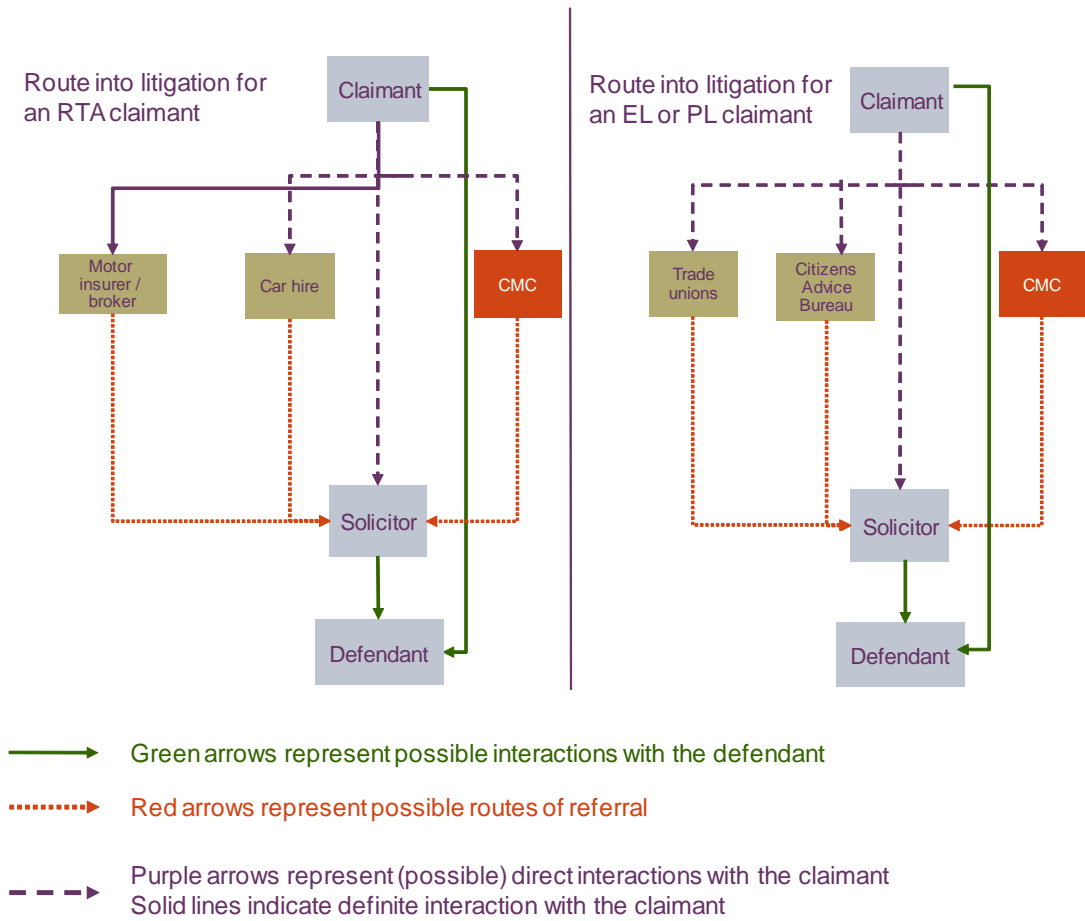 Route into litigation for
an RTA claimant
Claimant
Motor
insurer /
broker
Car hire
CMC
Solicitor
Defendant
Route into litigation for
an EL or PL claimant
Claimant
Trade
unions
Citizens
Advice
Bureau
CMC
Solicitor
Defendant
Green arrows represent possible interactions with the defendant
Red arrows represent possible routes of referral
Purple arrows represent (possible) direct interactions with the claimant
Solid lines indicate definite interaction with the claimant